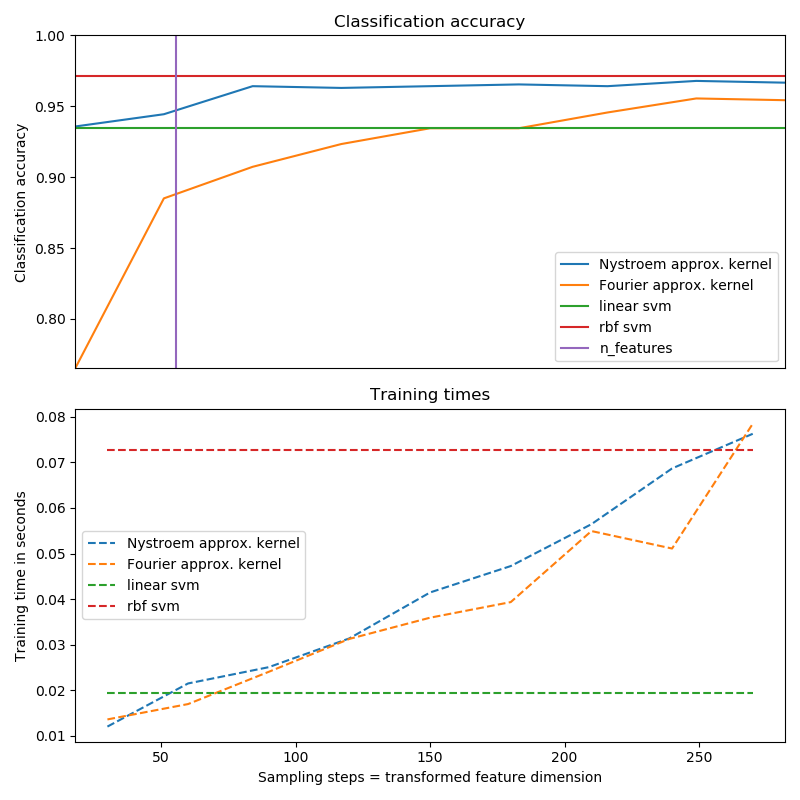 Classification accuracy
1.00
0.95
0.90
0.85
0.80
Classification accuracy
Nystroem approx. kernel
Fourier approx. kernel
linear svm
rbf svm
n_features
Training times
0.08
0.07
0.06
0.05
0.04
0.03
0.02
0.01
Training time in seconds
Nystroem approx. kernel
Fourier approx. kernel
linear svm
rbf svm
50 100 150 200 250
Sampling steps = transformed feature dimension